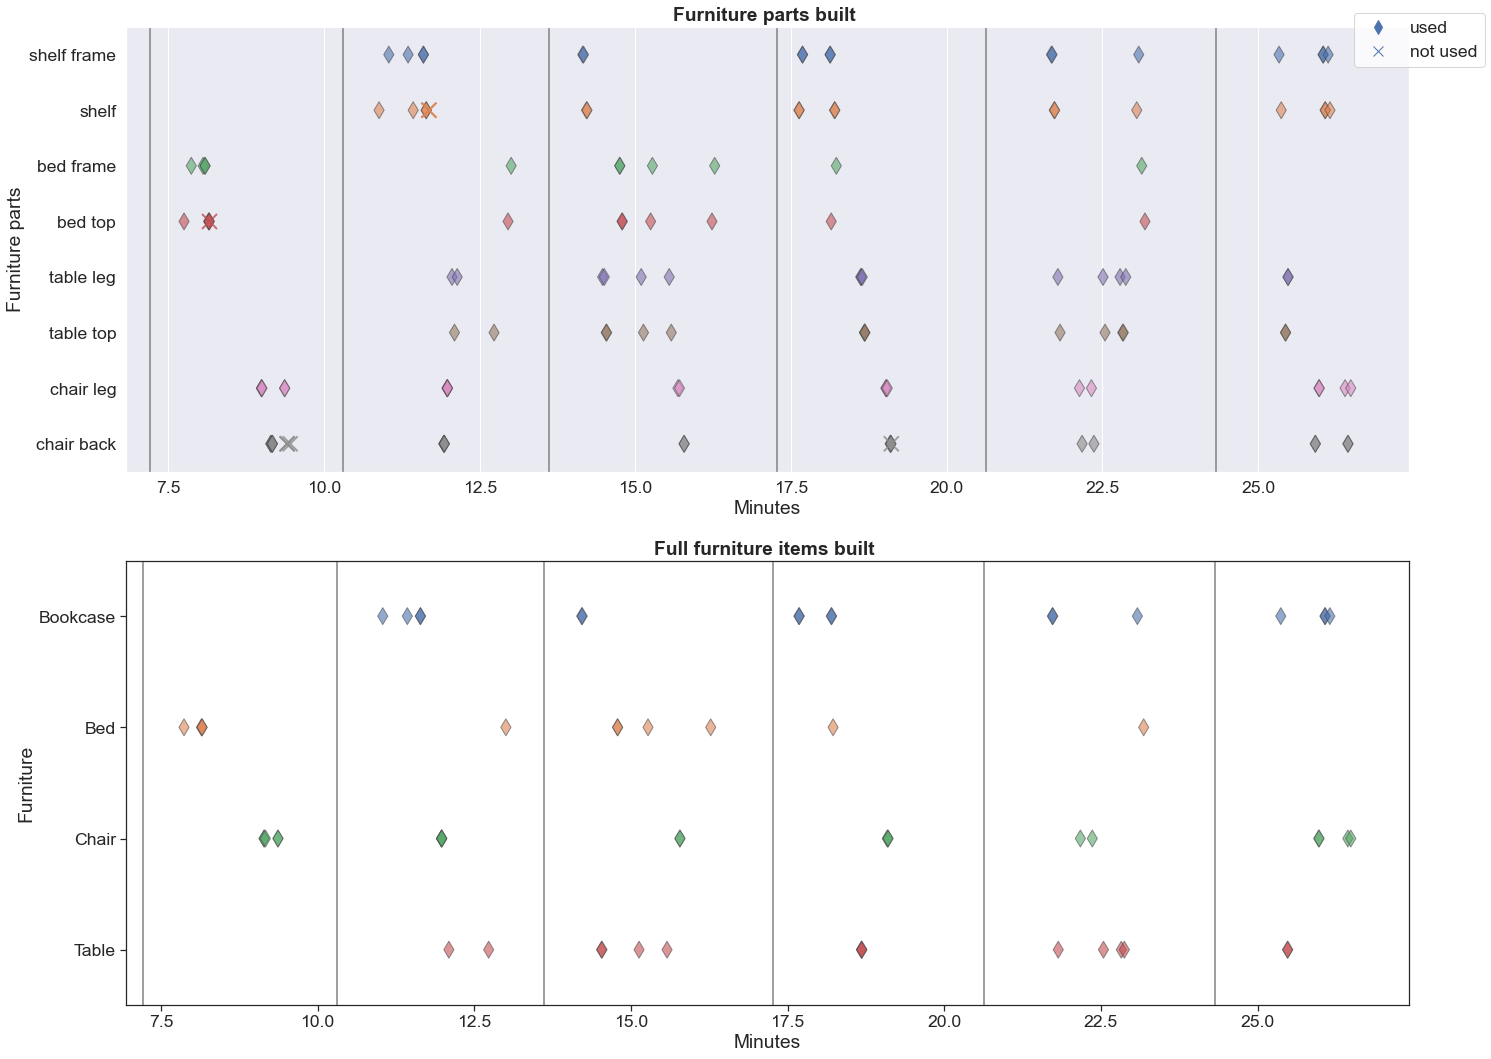 Furniture parts built
used
not used
shelf frame
shelf
bed frame
bed top
table leg
table top
chair leg
chair back
Furniture parts
7.5 10.0 12.5 15.0 17.5 20.0 22.5 25.0
Minutes
Full furniture items built
Bookcase
Bed
Chair
Table
Furniture
7.5 10.0 12.5 15.0 17.5 20.0 22.5 25.0
Minutes